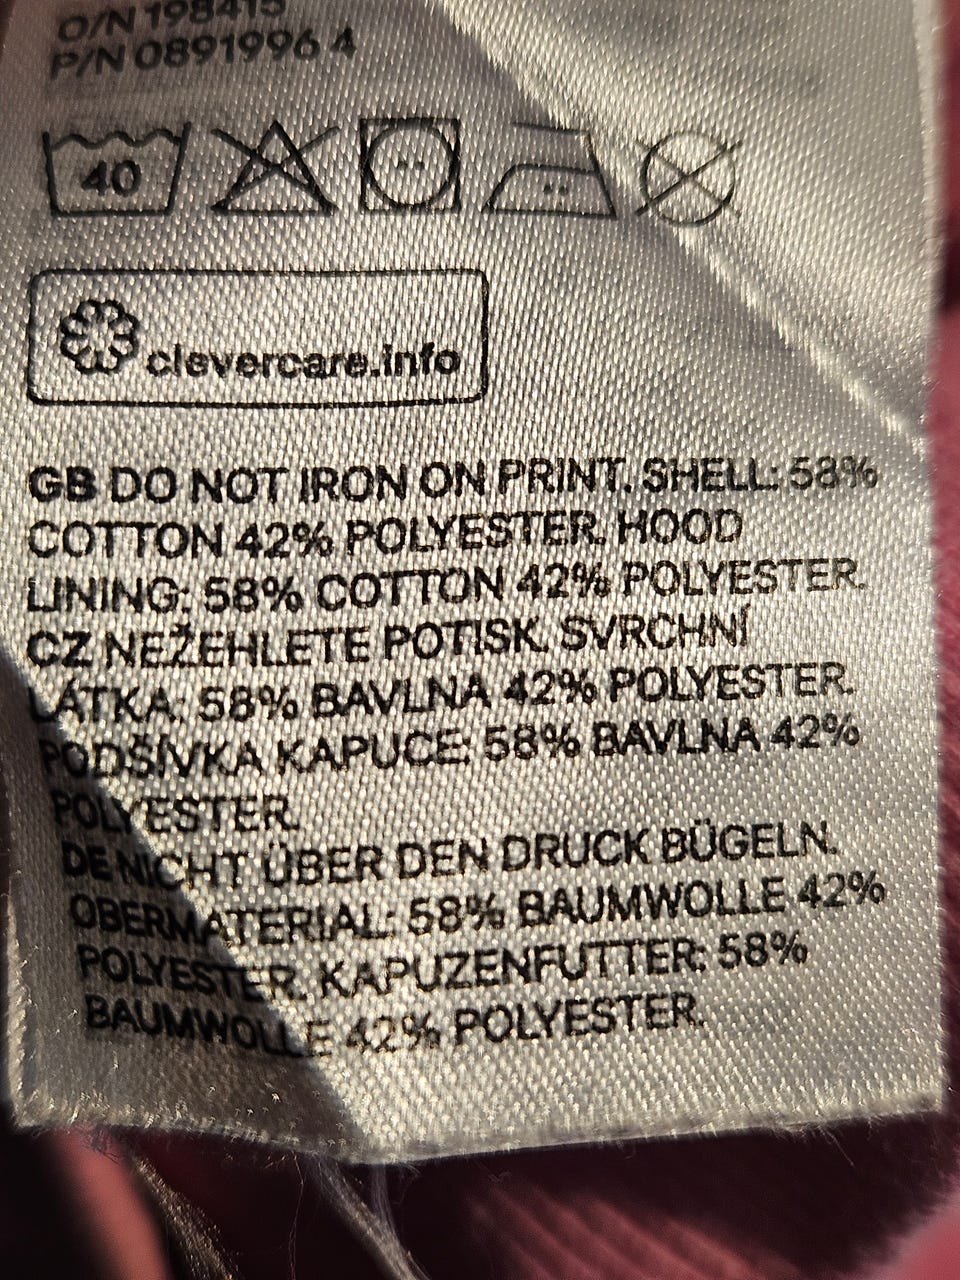 O/N 198415
P/N 0891996 4
40
clevercare.info
GB DO NOT IRON ON PRINT. SHELL: 58%
COTTON 42% POLYESTER. HOOD
LINING: 58% COTTON 42% POLYESTER.
CZ NEŽEHLETE POTISK. SVRCHNÍ
LÁTKA: 58% BAVLNA 42% POLYESTER.
PODŠÍVKA KAPUCE: 58% BAVLNA 42%
POLYESTER.
DE NICHT ÜBER DEN DRUCK BÜGELN.
OBERMATERIAL: 58% BAUMWOLLE 42%
POLYESTER. KAPUZENFUTTER: 58%
BAUMWOLLE 42% POLYESTER.